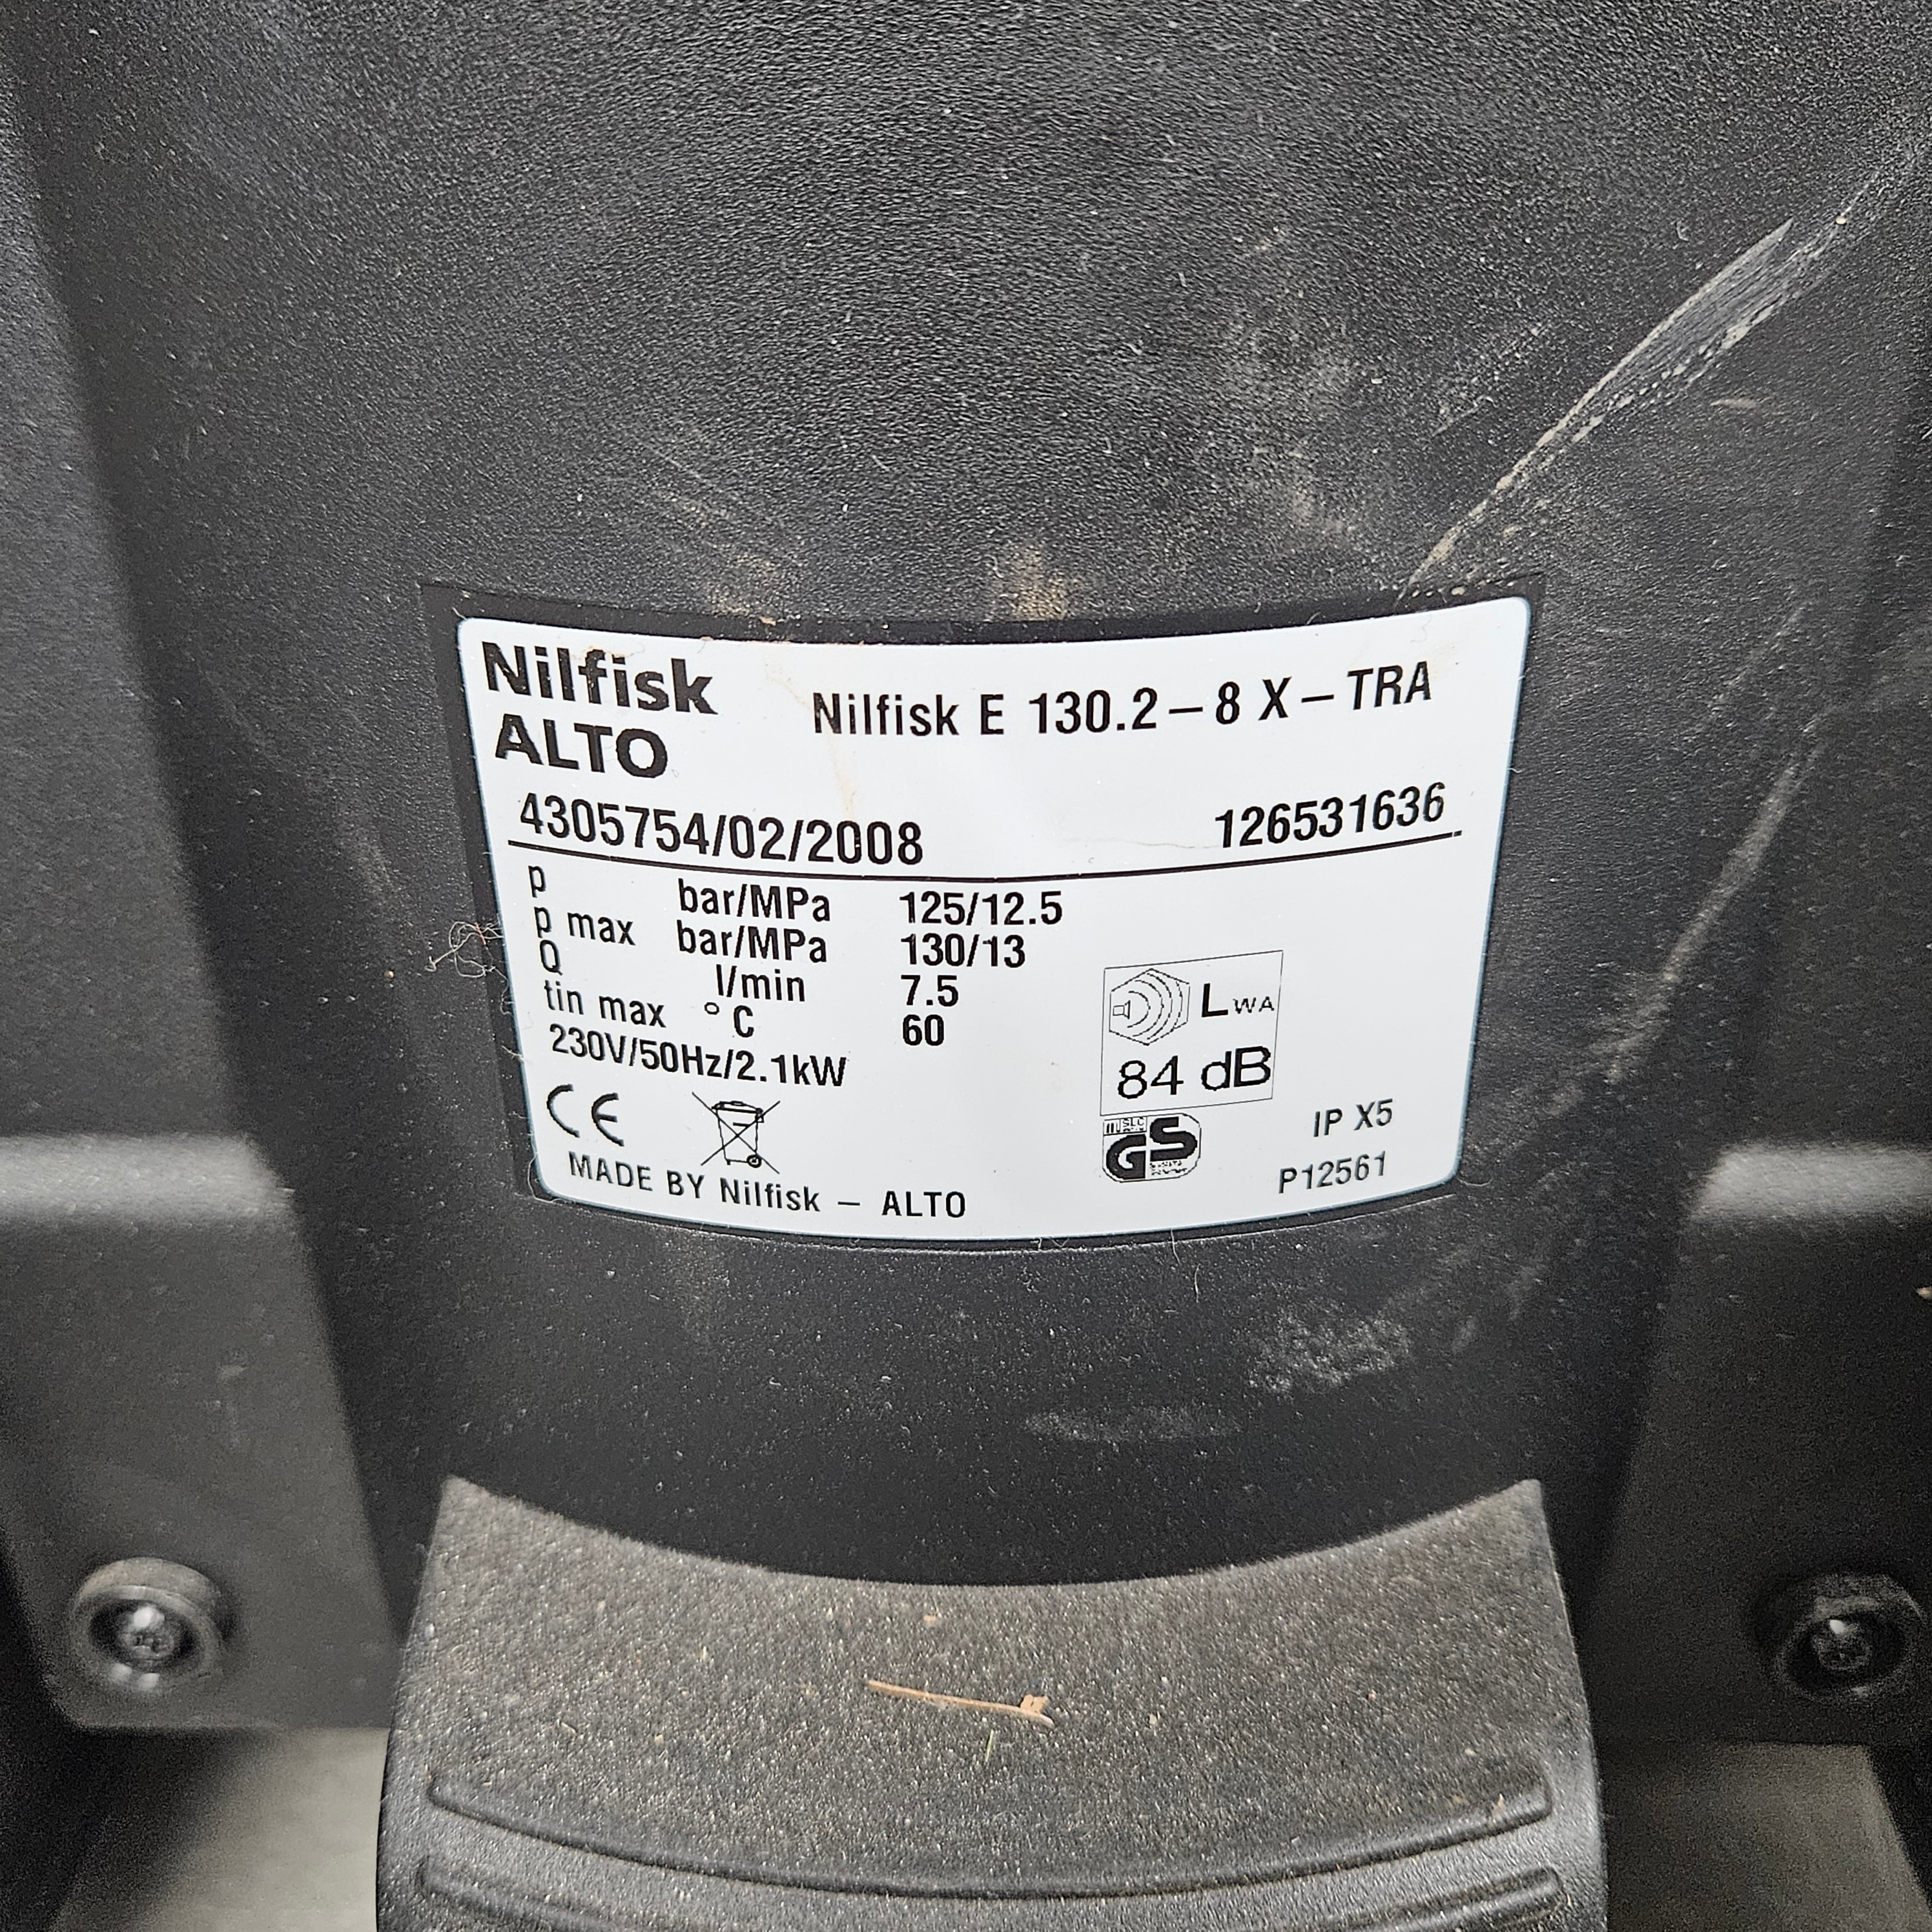 Nilfisk
ALTO
Nilfisk E 130.2-8 X-TRA
4305754/02/2008 126531636
p bar/MPa 125/12.5
p max bar/MPa 130/13
Q l/min 7.5
tin max °C 60
230V/50Hz/2.1kW
LWA
84 dB
CE
GS
IP X5
MADE BY Nilfisk - ALTO
P12561